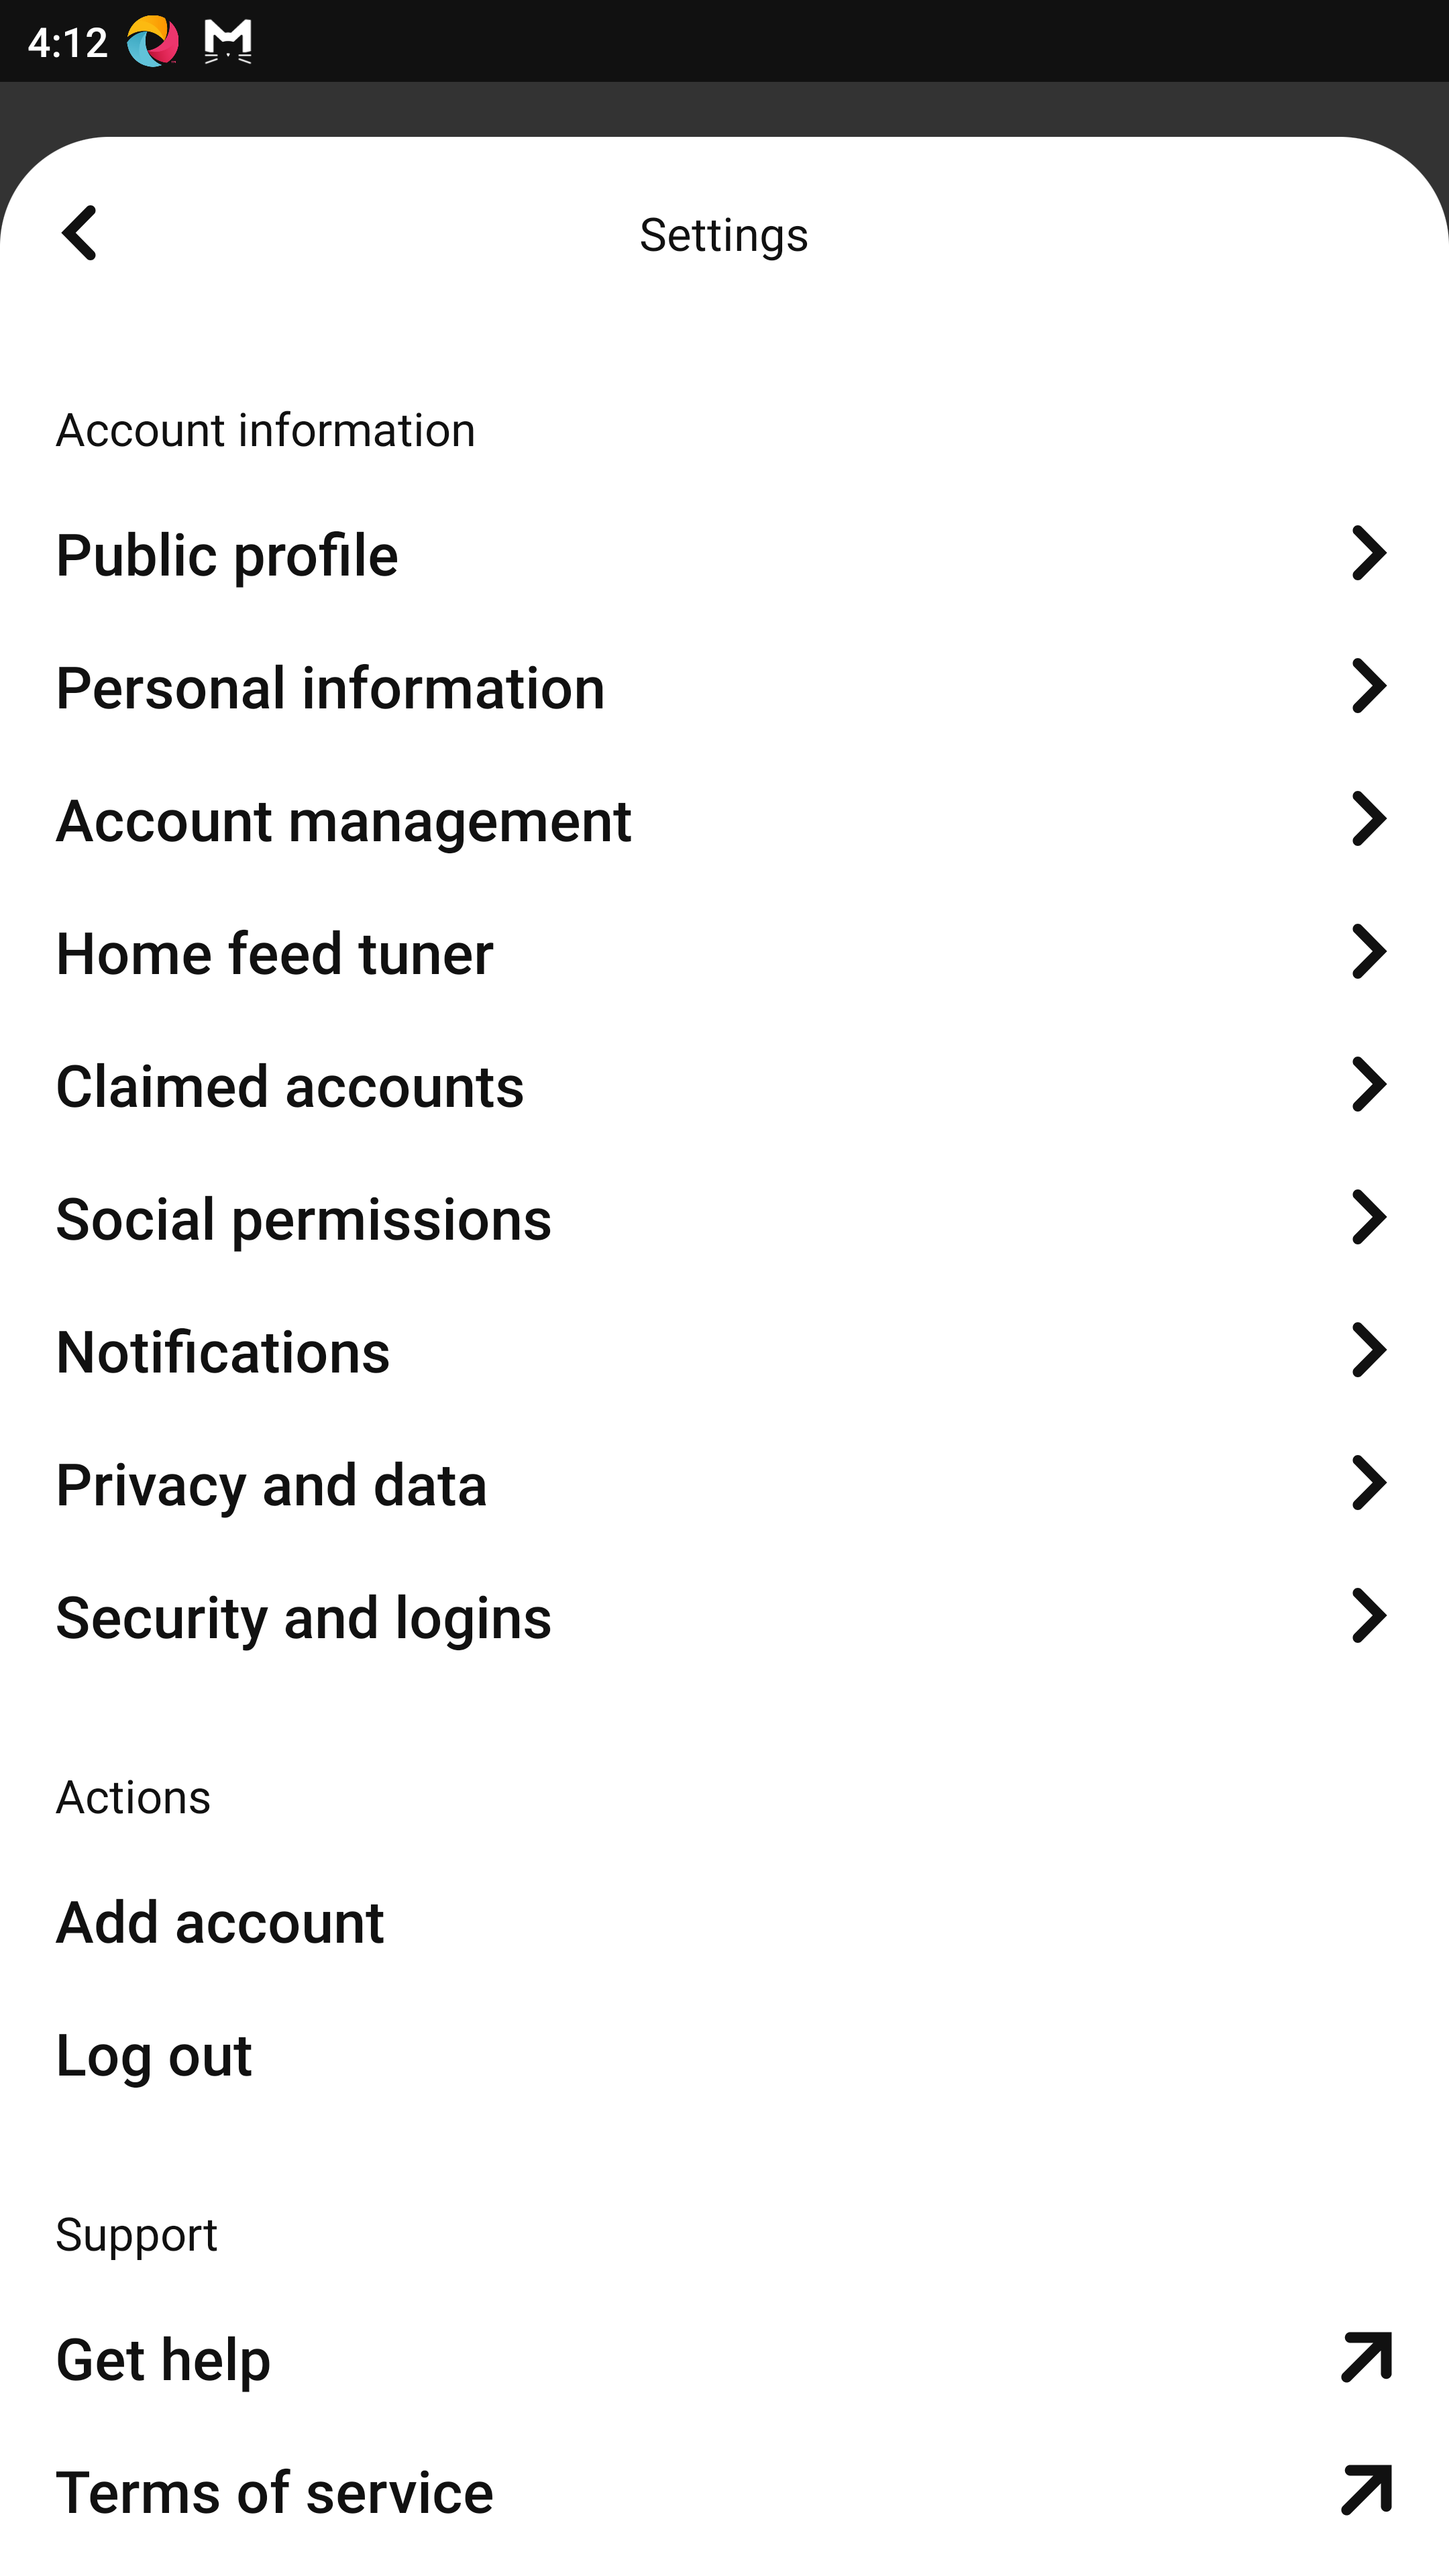 4:12
Settings
Account information
Public profile
Personal information
Account management
Home feed tuner
Claimed accounts
Social permissions
Notifications
Privacy and data
Security and logins
Actions
Add account
Log out
Support
Get help
Terms of service